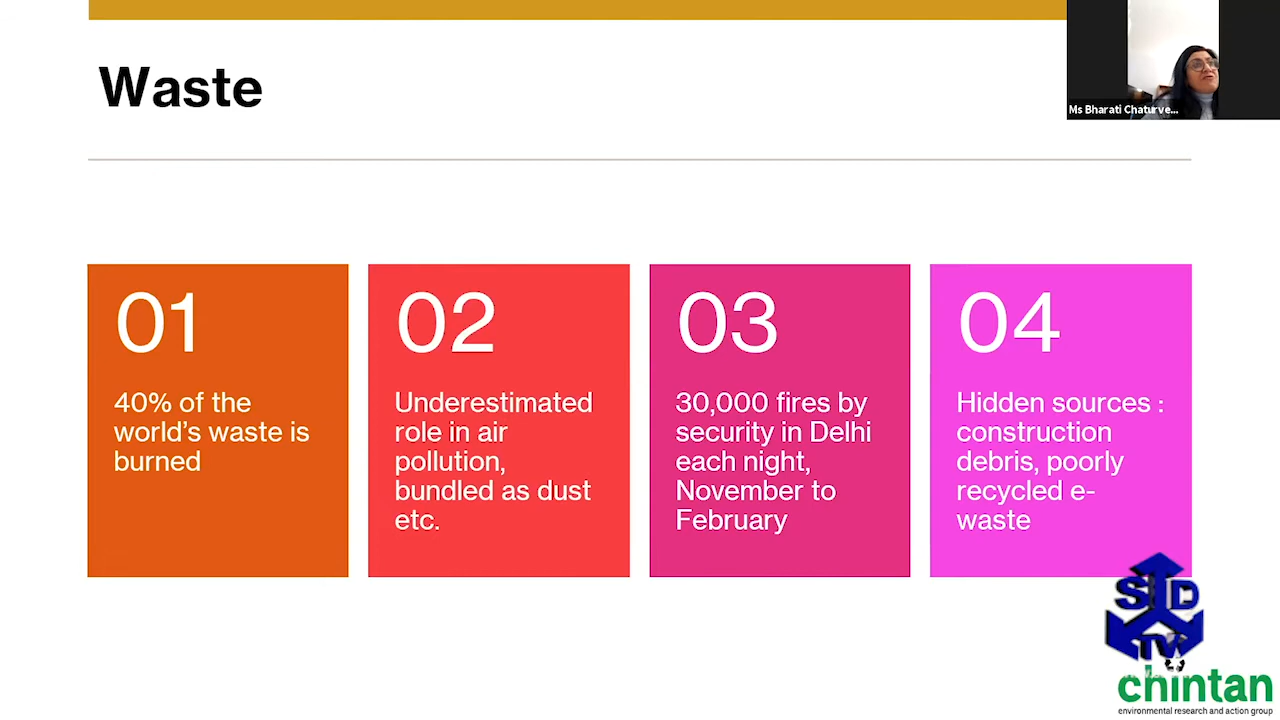 Waste
Ms Bharati Chaturve...
01
40% of the
world's waste is
burned
02
Underestimated
role in air
pollution,
bundled as dust
etc.
03
30,000 fires by
security in Delhi
each night,
November to
February
04
Hidden sources :
construction
debris, poorly
recycled e-
waste
SIDTV
chintan
environmental research and action group